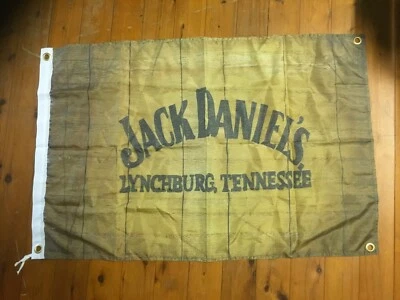 JACK DANIEL'S,
LYNCHBURG, TENNESSEE